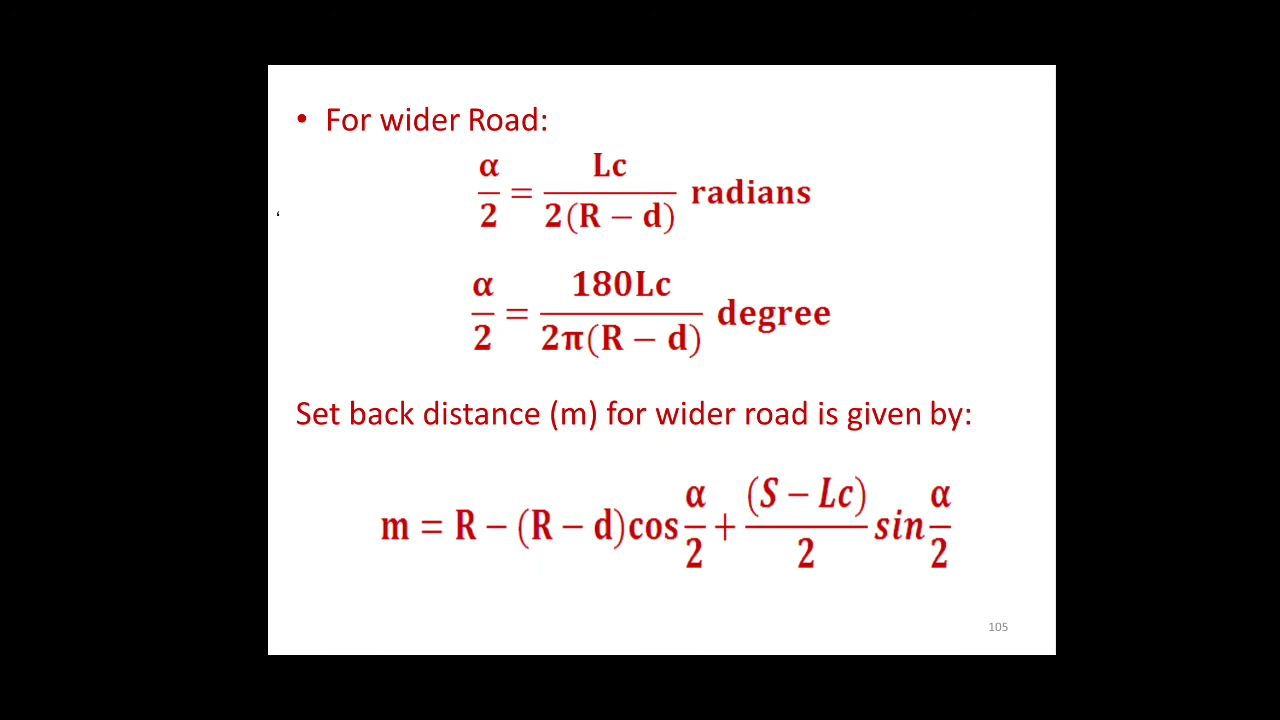 • For wider Road:
α/2 = Lc/2(R − d) radians
‘
α/2 = 180Lc/2π(R − d) degree
Set back distance (m) for wider road is given by:
m = R − (R − d)cos α/2 + (S − Lc)/2 sin α/2
105